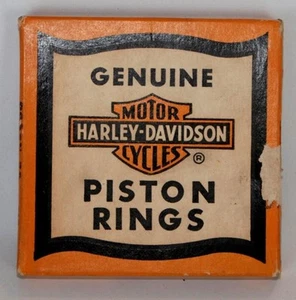 GENUINE
MOTOR
HARLEY-DAVIDSON
CYCLES
®
PISTON
RINGS